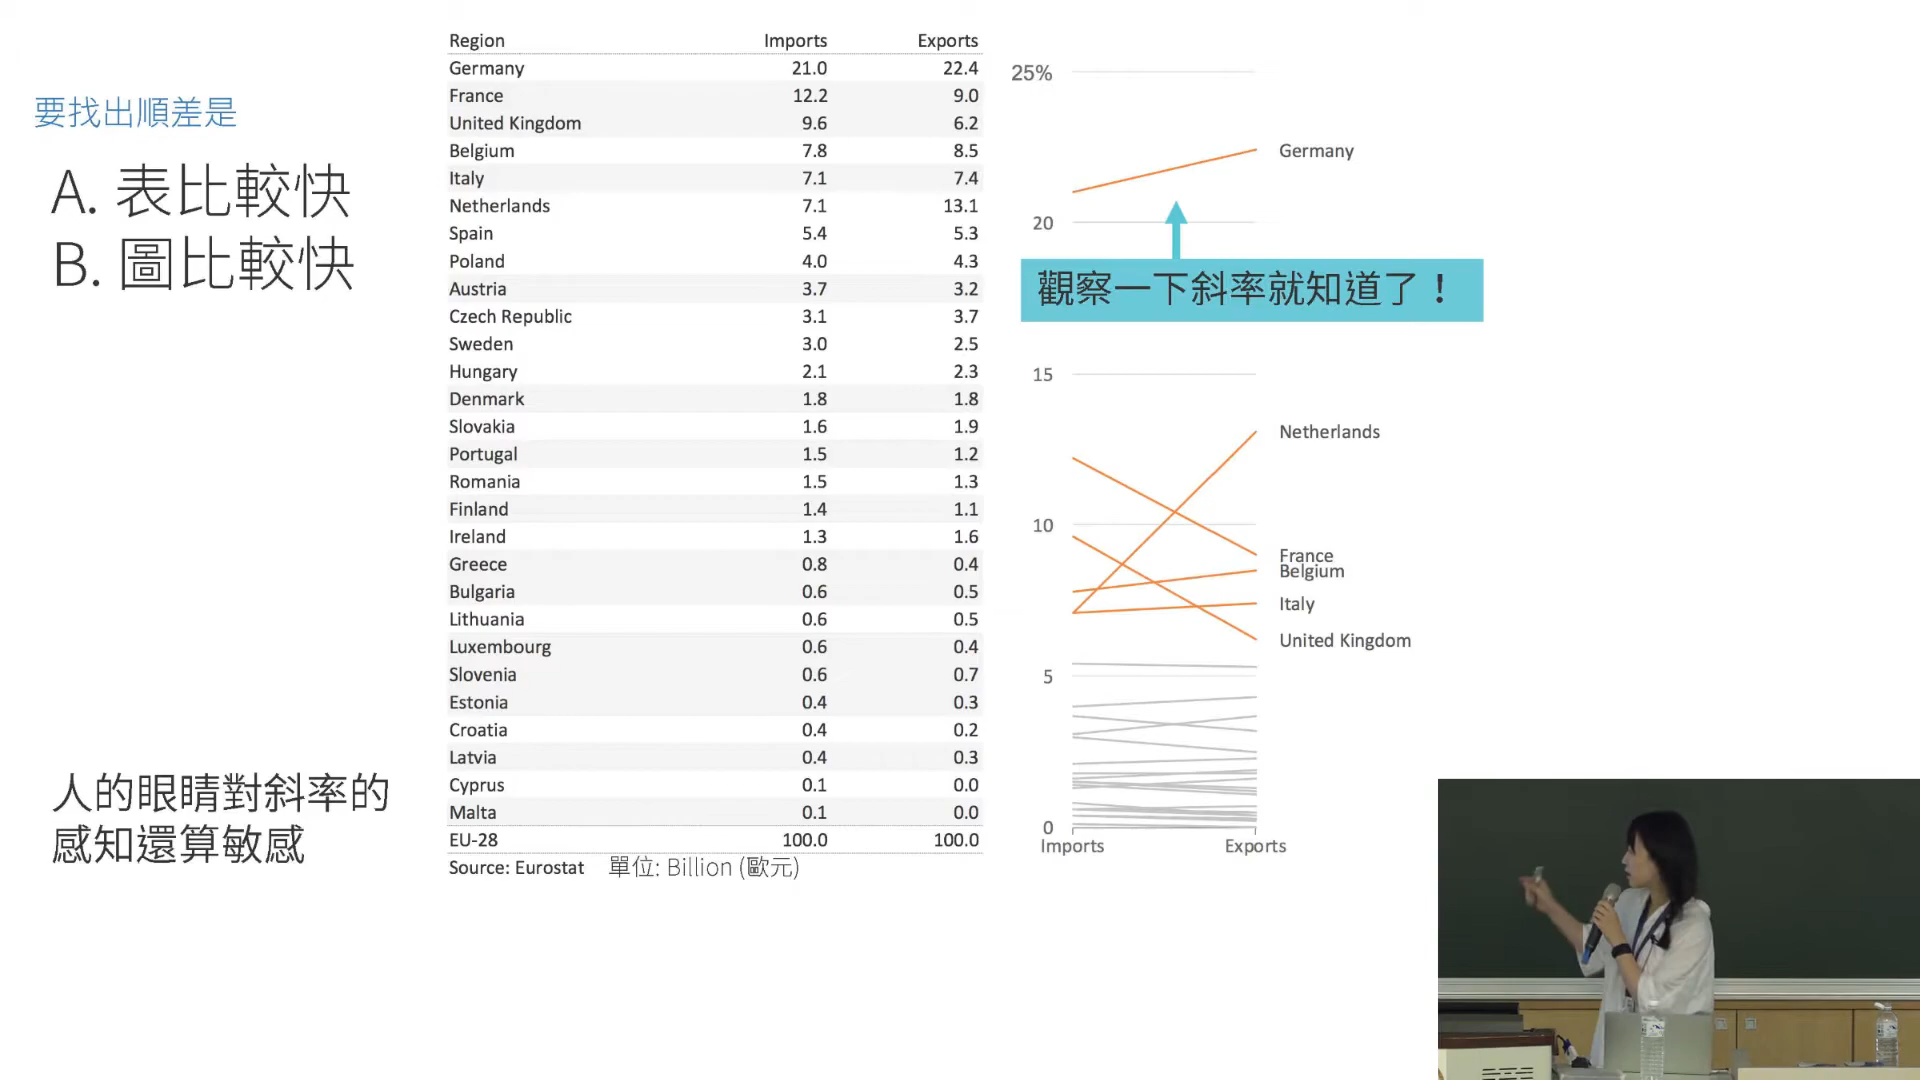 要找出順差是
A. 表比較快
B. 圖比較快
人的眼睛對斜率的
感知還算敏感
Region Imports Exports
Germany 21.0 22.4
France 12.2 9.0
United Kingdom 9.6 6.2
Belgium 7.8 8.5
Italy 7.1 7.4
Netherlands 7.1 13.1
Spain 5.4 5.3
Poland 4.0 4.3
Austria 3.7 3.2
Czech Republic 3.1 3.7
Sweden 3.0 2.5
Hungary 2.1 2.3
Denmark 1.8 1.8
Slovakia 1.6 1.9
Portugal 1.5 1.2
Romania 1.5 1.3
Finland 1.4 1.1
Ireland 1.3 1.6
Greece 0.8 0.4
Bulgaria 0.6 0.5
Lithuania 0.6 0.5
Luxembourg 0.6 0.4
Slovenia 0.6 0.7
Estonia 0.4 0.3
Croatia 0.4 0.2
Latvia 0.4 0.3
Cyprus 0.1 0.0
Malta 0.1 0.0
EU-28 100.0 100.0
Source: Eurostat 單位: Billion (歐元)
25%
Germany
20
觀察一下斜率就知道了！
15
Netherlands
10
France
Belgium
Italy
United Kingdom
5
0
Imports Exports